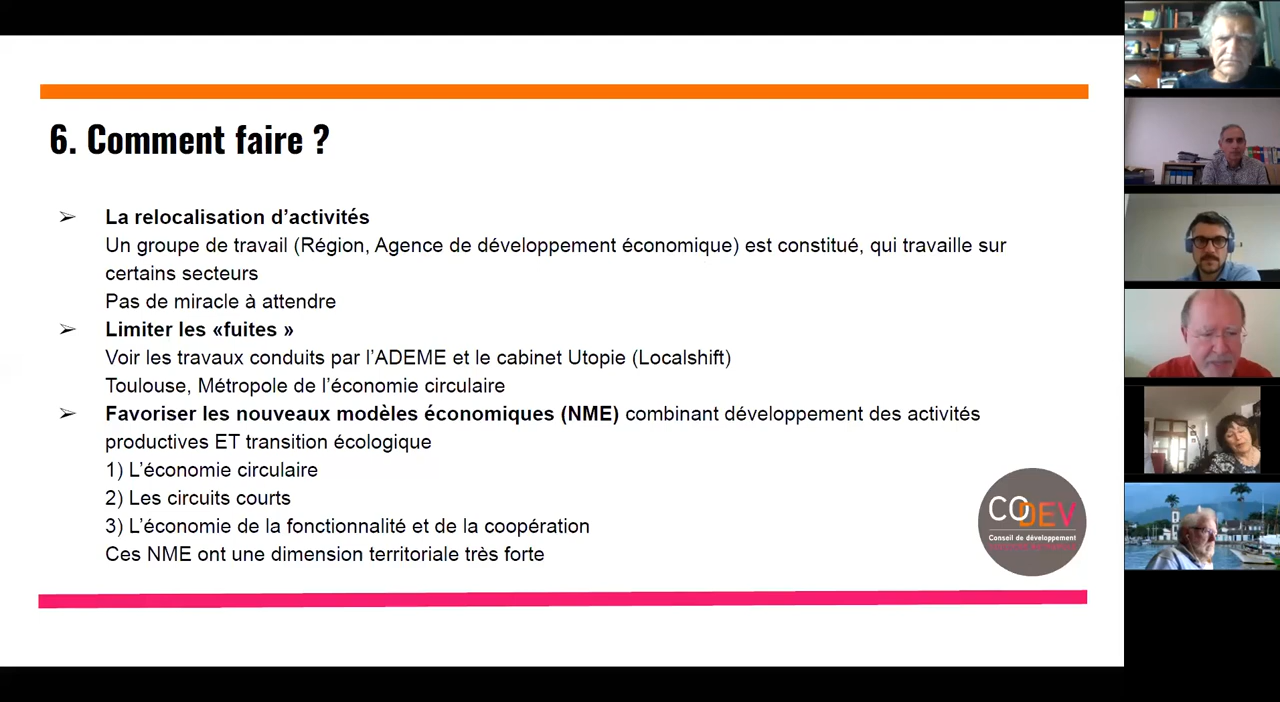 6. Comment faire ?
➢ La relocalisation d’activités
Un groupe de travail (Région, Agence de développement économique) est constitué, qui travaille sur
certains secteurs
Pas de miracle à attendre
➢ Limiter les «fuites »
Voir les travaux conduits par l’ADEME et le cabinet Utopie (Localshift)
Toulouse, Métropole de l’économie circulaire
➢ Favoriser les nouveaux modèles économiques (NME) combinant développement des activités
productives ET transition écologique
1) L’économie circulaire
2) Les circuits courts
3) L’économie de la fonctionnalité et de la coopération
Ces NME ont une dimension territoriale très forte
CODEV
Conseil de développement